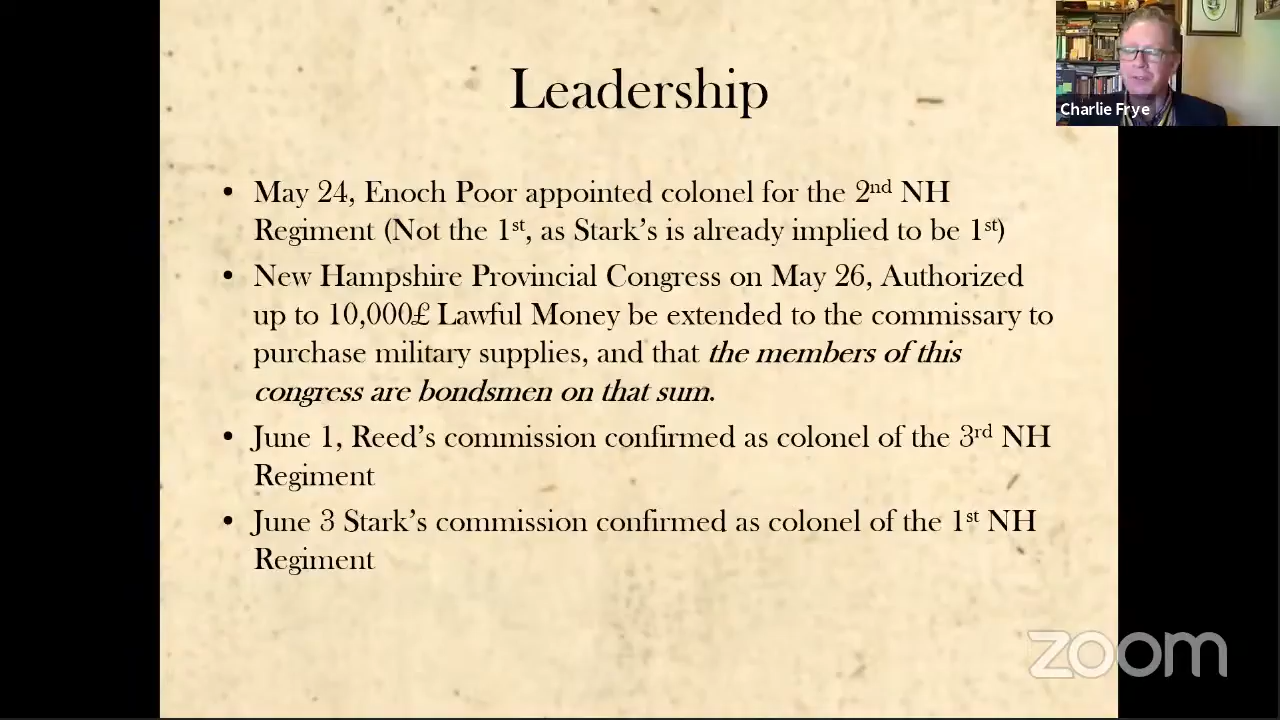 Leadership
Charlie Frye
• May 24, Enoch Poor appointed colonel for the 2nd NH
Regiment (Not the 1st, as Stark's is already implied to be 1st)
• New Hampshire Provincial Congress on May 26, Authorized
up to 10,000£ Lawful Money be extended to the commissary to
purchase military supplies, and that the members of this
congress are bondsmen on that sum.
• June 1, Reed's commission confirmed as colonel of the 3rd NH
Regiment
• June 3 Stark's commission confirmed as colonel of the 1st NH
Regiment
zoom